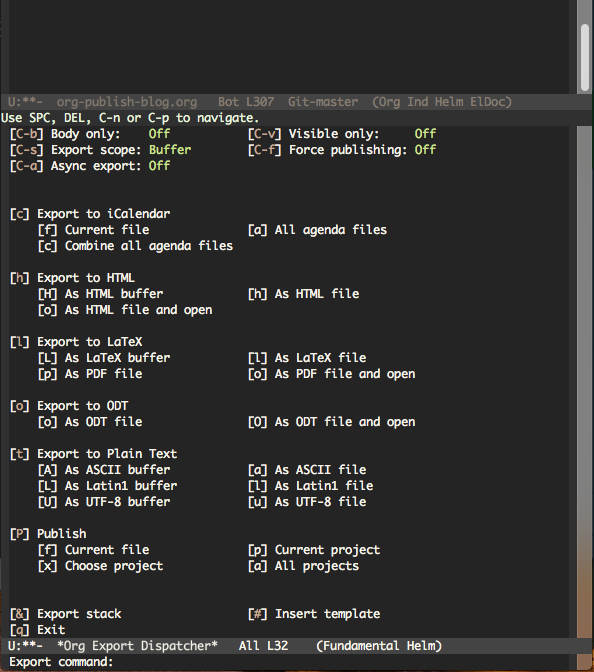 U:**-  org-publish-blog.org   Bot L307  Git-master  (Org Ind Helm ElDoc)
Use SPC, DEL, C-n or C-p to navigate.
[C-b] Body only:    Off           [C-v] Visible only:     Off
[C-s] Export scope: Buffer        [C-f] Force publishing: Off
[C-a] Async export: Off
[c] Export to iCalendar
[f] Current file            [a] All agenda files
[c] Combine all agenda files
[h] Export to HTML
[H] As HTML buffer          [h] As HTML file
[o] As HTML file and open
[l] Export to LaTeX
[L] As LaTeX buffer         [l] As LaTeX file
[p] As PDF file             [o] As PDF file and open
[o] Export to ODT
[o] As ODT file             [O] As ODT file and open
[t] Export to Plain Text
[A] As ASCII buffer         [a] As ASCII file
[L] As Latin1 buffer        [l] As Latin1 file
[U] As UTF-8 buffer         [u] As UTF-8 file
[P] Publish
[f] Current file            [p] Current project
[x] Choose project          [a] All projects
[&] Export stack              [#] Insert template
[q] Exit
U:**-  *Org Export Dispatcher*   All L32    (Fundamental Helm)
Export command: